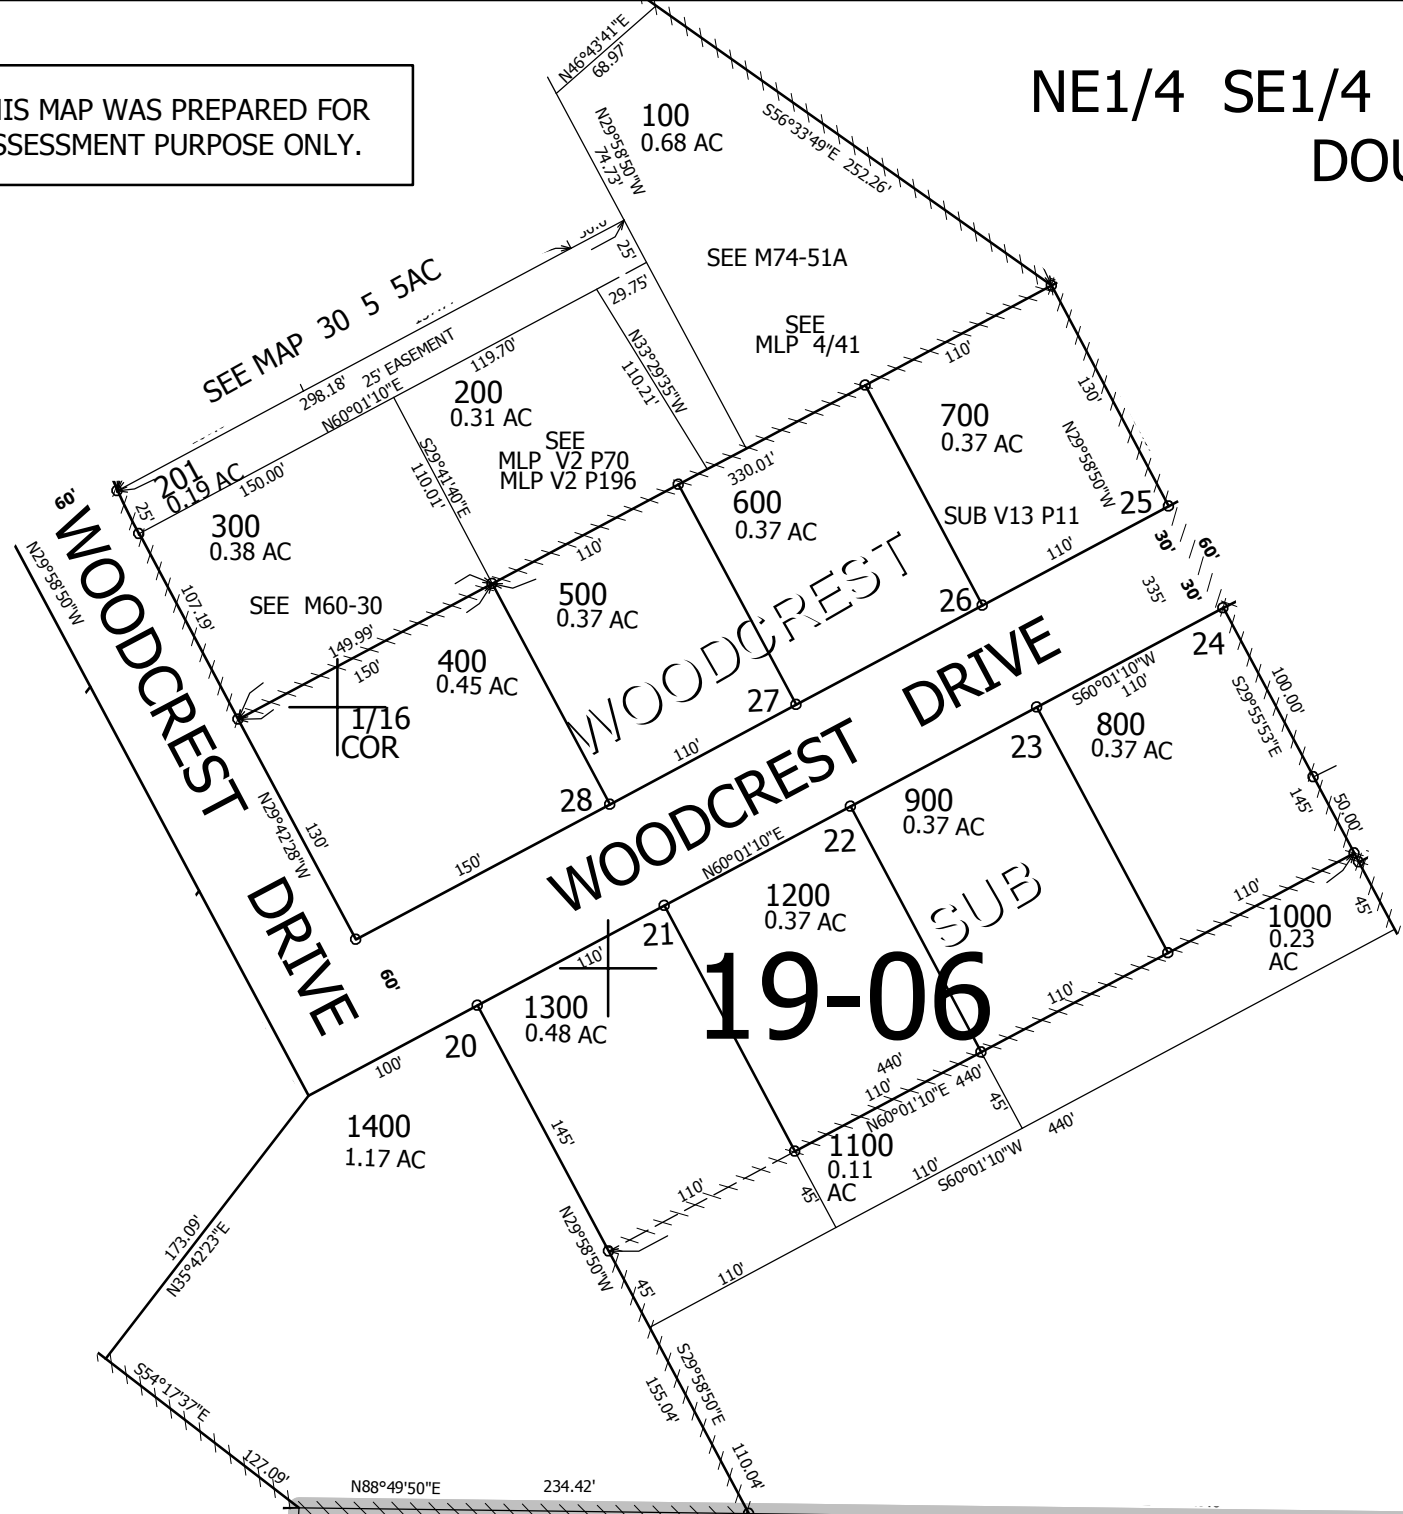 HIS MAP WAS PREPARED FOR
SSESSMENT PURPOSE ONLY.
NE1/4 SE1/4
DOU
N46°43'41"E
68.97'
100
0.68 AC
N29°58'50"W
74.73'
S56°33'49"E 252.26'
SEE M74-51A
SEE
MLP 4/41
25'
29.75'
SEE MAP 30 5 5AC
298.18'
25' EASEMENT
N60°01'10"E
119.70'
N33°29'35"W
110.21'
200
0.31 AC
SEE
MLP V2 P70
MLP V2 P196
S29°41'40"E
110.01'
201
0.19 AC
150.00'
25'
60'
300
0.38 AC
SEE M60-30
107.19'
149.99'
150'
N29°58'50"W
WOODCREST DRIVE
110'
330.01'
110'
130'
N29°58'50"W
700
0.37 AC
SUB V13 P11
25
110'
600
0.37 AC
26
500
0.37 AC
27
400
0.45 AC
1/16
COR
28
110'
150'
N29°42'28"W
130'
60'
WOODCREST
WOODCREST DRIVE
30'
60'
30'
335'
24
S60°01'10"W
110'
100.00'
S29°55'53"E
145'
50.00'
45'
23
800
0.37 AC
22
900
0.37 AC
N60°01'10"E
SUB
110'
1000
0.23
AC
21
1200
0.37 AC
19-06
110'
1300
0.48 AC
20
100'
110'
440'
110'
N60°01'10"E 440'
45'
1100
0.11
AC
110'
S60°01'10"W
440'
45'
145'
110'
N29°58'50"W
45'
110'
1400
1.17 AC
173.09'
N35°42'23"E
S54°17'37"E
127.09'
S29°58'50"E
155.04'
110.04'
N88°49'50"E 234.42'